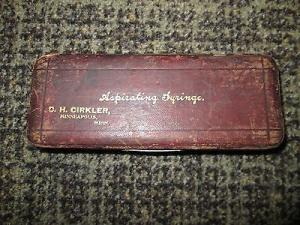 Aspirating Syringe.
C. H. CIRKLER,
MINNEAPOLIS,
MINN.